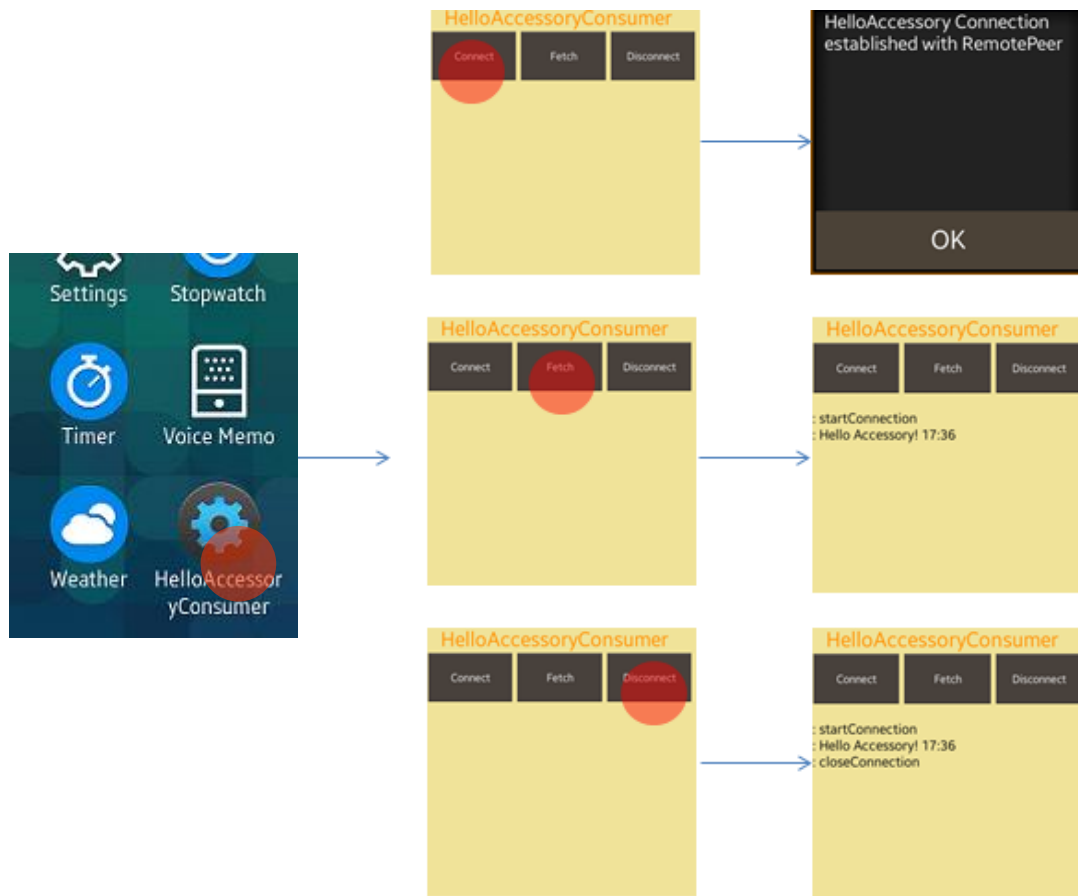 HelloAccessoryConsumer
Connect Fetch Disconnect
HelloAccessory Connection
established with RemotePeer
OK
Settings Stopwatch
Timer Voice Memo
Weather HelloAccessor
yConsumer
HelloAccessoryConsumer
Connect Fetch Disconnect
HelloAccessoryConsumer
Connect Fetch Disconnect
: startConnection
: Hello Accessory! 17:36
HelloAccessoryConsumer
Connect Fetch Disconnect
HelloAccessoryConsumer
Connect Fetch Disconnect
: startConnection
: Hello Accessory! 17:36
: closeConnection